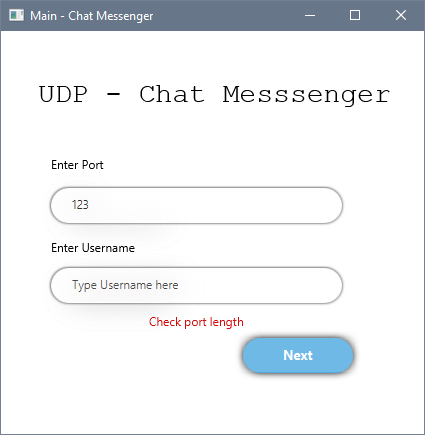 Main - Chat Messenger
UDP - Chat Messsenger
Enter Port
123
Enter Username
Type Username here
Check port length
Next